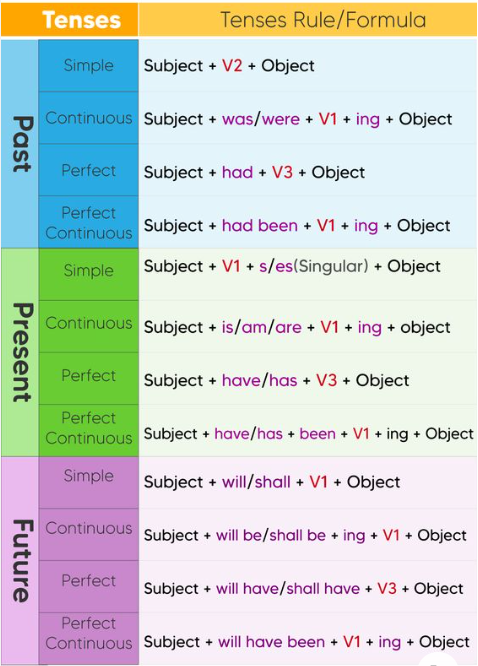 Tenses Tenses Rule/Formula
Past
Simple Subject + V2 + Object
Continuous Subject + was/were + V1 + ing + Object
Perfect Subject + had + V3 + Object
Perfect
Continuous Subject + had been + V1 + ing + Object
Present
Simple Subject + V1 + s/es(Singular) + Object
Continuous Subject + is/am/are + V1 + ing + object
Perfect Subject + have/has + V3 + Object
Perfect
Continuous Subject + have/has + been + V1 + ing + Object
Future
Simple Subject + will/shall + V1 + Object
Continuous Subject + will be/shall be + ing + V1 + Object
Perfect Subject + will have/shall have + V3 + Object
Perfect
Continuous Subject + will have been + V1 + ing + Object